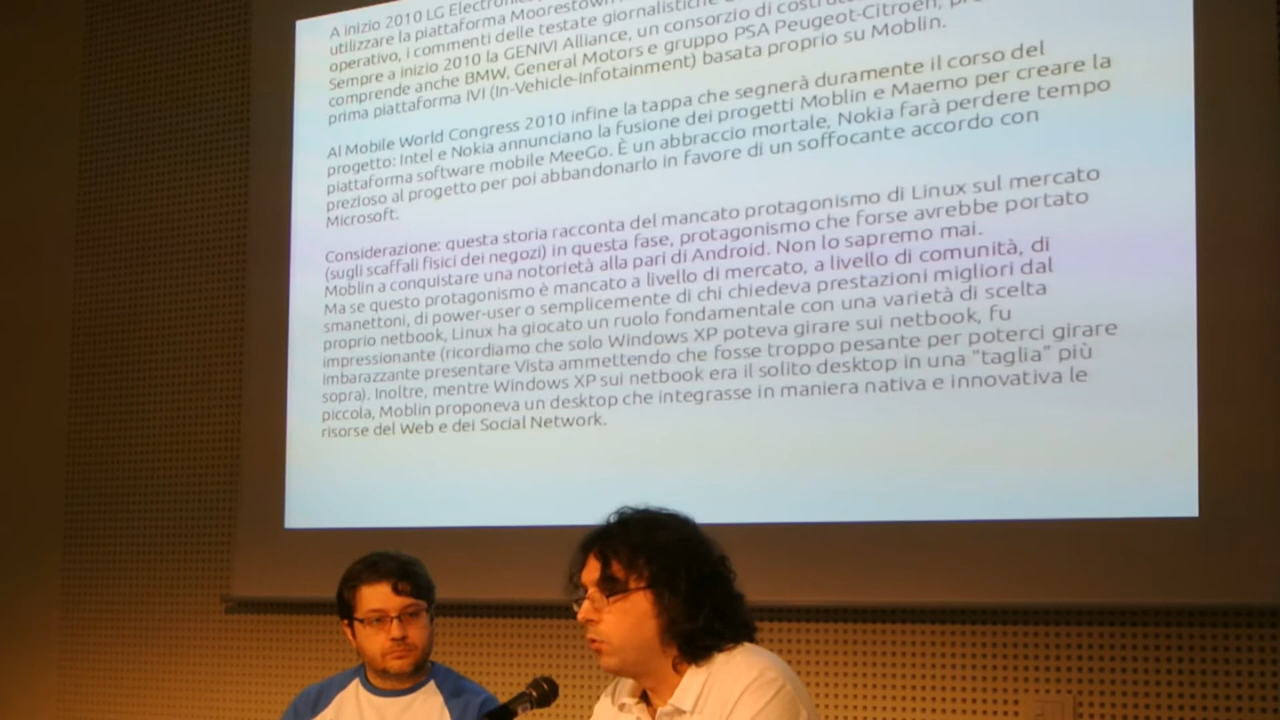 A inizio 2010 LG Electronics
utilizzare la piattaforma Moorestown
operativo, i commenti delle testate giornalistiche
Sempre a inizio 2010 la GENIVI Alliance, un consorzio di
comprende anche BMW, General Motors e gruppo PSA Peugeot-Citroën,
prima piattaforma IVI (In-Vehicle-Infotainment) basata proprio su Moblin.
Al Mobile World Congress 2010 infine la tappa che segnerà duramente il corso del
progetto: Intel e Nokia annunciano la fusione dei progetti Moblin e Maemo per creare la
piattaforma software mobile MeeGo. È un abbraccio mortale, Nokia farà perdere tempo
prezioso al progetto per poi abbandonarlo in favore di un soffocante accordo con
Microsoft.
Considerazione: questa storia racconta del mancato protagonismo di Linux sul mercato
(sugli scaffali fisici dei negozi) in questa fase, protagonismo che forse avrebbe portato
Moblin a conquistare una notorietà alla pari di Android. Non lo sapremo mai.
Ma se questo protagonismo è mancato a livello di mercato, a livello di comunità, di
smanettoni, di power-user o semplicemente di chi chiedeva prestazioni migliori dal
proprio netbook, Linux ha giocato un ruolo fondamentale con una varietà di scelta
impressionante (ricordiamo che solo Windows XP poteva girare sui netbook, fu
imbarazzante presentare Vista ammettendo che fosse troppo pesante per poterci girare
sopra). Inoltre, mentre Windows XP sui netbook era il solito desktop in una "taglia" più
piccola, Moblin proponeva un desktop che integrasse in maniera nativa e innovativa le
risorse del Web e dei Social Network.